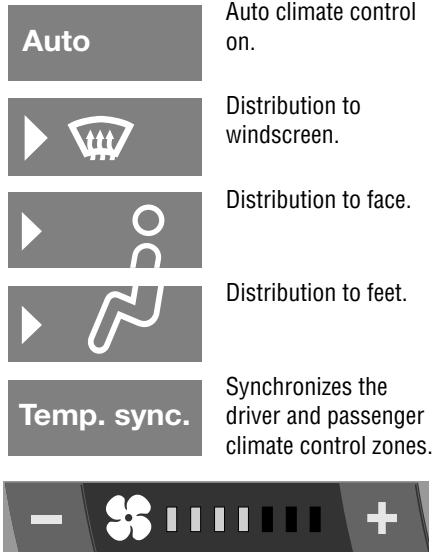 Auto
Auto climate control
on.
Distribution to
windscreen.
Distribution to face.
Distribution to feet.
Temp. sync.
Synchronizes the
driver and passenger
climate control zones.